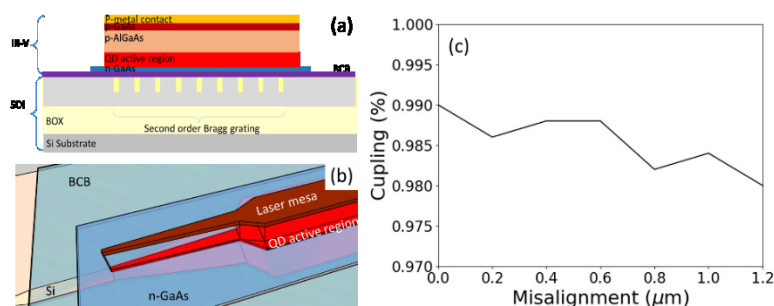 P-metal contact
p-GaAs
p-AlGaAs
QD active region
n-GaAs
BCB
III-V
SOI
BOX
Second order Bragg grating
Si Substrate
(a)
BCB
(b)
Laser mesa
QD active region
Si
n-GaAs
(c)
Cupling (%)
1.000
0.995
0.990
0.985
0.980
0.975
0.970
0.0 0.2 0.4 0.6 0.8 1.0 1.2
Misalignment (μm)